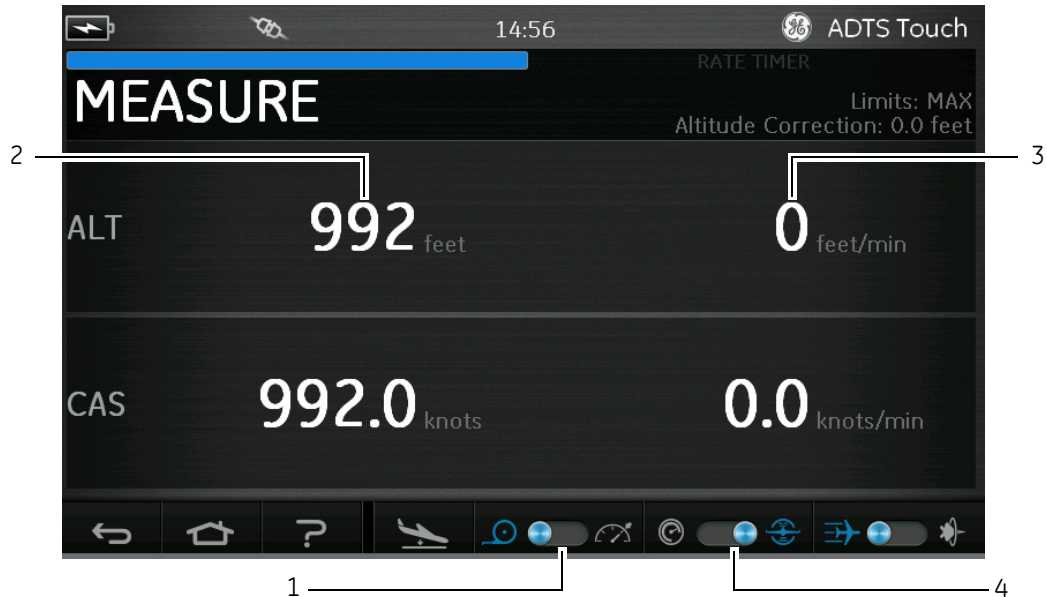 14:56 ADTS Touch
RATE TIMER
MEASURE
Limits: MAX
Altitude Correction: 0.0 feet
2
3
ALT 992 feet 0 feet/min
CAS 992.0 knots 0.0 knots/min
?
1
4